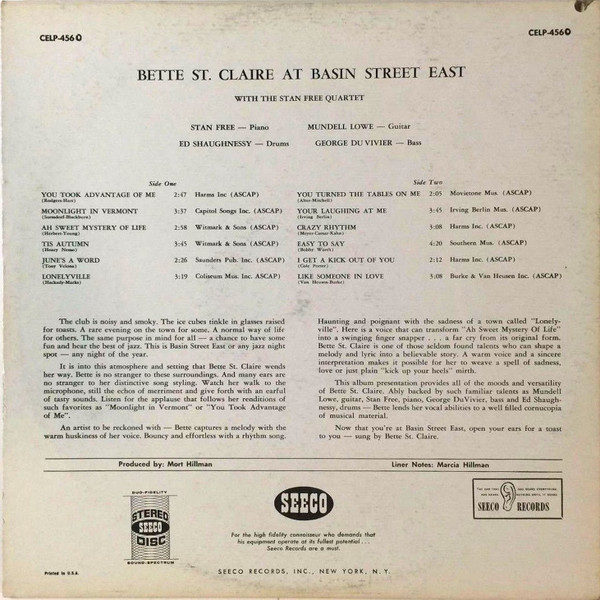 CELP-4560
CELP-4560
BETTE ST. CLAIRE AT BASIN STREET EAST
WITH THE STAN FREE QUARTET
STAN FREE — Piano MUNDELL LOWE — Guitar
ED SHAUGHNESSY — Drums GEORGE DU VIVIER — Bass
Side One
YOU TOOK ADVANTAGE OF ME 2:47 Harms Inc (ASCAP)
(Rodgers-Hart)
MOONLIGHT IN VERMONT 3:37 Capitol Songs Inc. (ASCAP)
(Suessdorf-Blackburn)
AH SWEET MYSTERY OF LIFE 2:58 Witmark & Sons (ASCAP)
(Herbert-Young)
TIS AUTUMN 3:45 Witmark & Sons (ASCAP)
(Henry Nemo)
JUNE'S A WORD 2:26 Saunders Pub. Inc. (ASCAP)
(Tony Velona)
LONELYVILLE 3:19 Coliseum Mus. Inc. ASCAP)
(Hackady-Marks)
Side Two
YOU TURNED THE TABLES ON ME 2:05 Movietone Mus. (ASCAP)
(Alter-Mitchell)
YOUR LAUGHING AT ME 3:45 Irving Berlin Mus. (ASCAP)
(Irving Berlin)
CRAZY RHYTHM 3:08 Harms Inc. (ASCAP)
(Meyer-Caesar-Kahn)
EASY TO SAY 4:20 Southern Mus. (ASCAP)
(Bobby Worth)
I GET A KICK OUT OF YOU 2:12 Harms Inc. (ASCAP)
(Cole Porter)
LIKE SOMEONE IN LOVE 3:08 Burke & Van Heusen Inc. (ASCAP)
(Van Heusen-Burke)
The club is noisy and smoky. The ice cubes tinkle in glasses raised
for toasts. A rare evening on the town for some. A normal way of life
for others. The same purpose in mind for all — a chance to have some
fun and hear the best of jazz. This is Basin Street East or any jazz night
spot — any night of the year.
It is into this atmosphere and setting that Bette St. Claire wends
her way. Bette is no stranger to these surroundings. And many ears are
no stranger to her distinctive song styling. Watch her walk to the
microphone, still the echos of merriment and give forth with an earful
of tasty sounds. Listen for the applause that follows her renditions of
such favorites as "Moonlight in Vermont" or "You Took Advantage
of Me".
An artist to be reckoned with — Bette captures a melody with the
warm huskiness of her voice. Bouncy and effortless with a rhythm song.
Haunting and poignant with the sadness of a town called "Lonely-
ville". Here is a voice that can transform "Ah Sweet Mystery Of Life"
into a swinging finger snapper . . . a far cry from its original form.
Bette St. Claire is one of those seldom found talents who can shape a
melody and lyric into a believable story. A warm voice and a sincere
interpretation makes it possible for her to weave a spell of sadness,
love or just plain "kick up your heels" mirth.
This album presentation provides all of the moods and versatility
of Bette St. Claire. Ably backed by such familiar talents as Mundell
Lowe, guitar, Stan Free, piano, George DuVivier, bass and Ed Shaugh-
nessy, drums — Bette lends her vocal abilities to a well filled cornucopia
of musical material.
Now that you're at Basin Street East, open your ears for a toast
to you — sung by Bette St. Claire.
Produced by: Mort Hillman Liner Notes: Marcia Hillman
DUO-FIDELITY
STEREO
SEECO
DISC
SOUND-SPECTRUM
SEECO
For the high fidelity connoisseur who demands that
his equipment operate at its fullest potential . . .
Seeco Records are a must.
SEECO RECORDS
Printed in U.S.A.
SEECO RECORDS, INC., NEW YORK, N.Y.